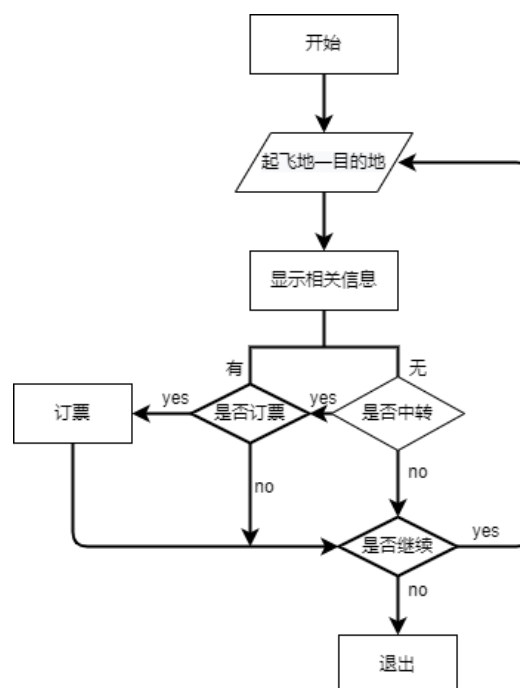 开始
起飞地—目的地
显示相关信息
有
无
订票
yes
是否订票
yes
是否中转
no
no
是否继续
yes
no
退出